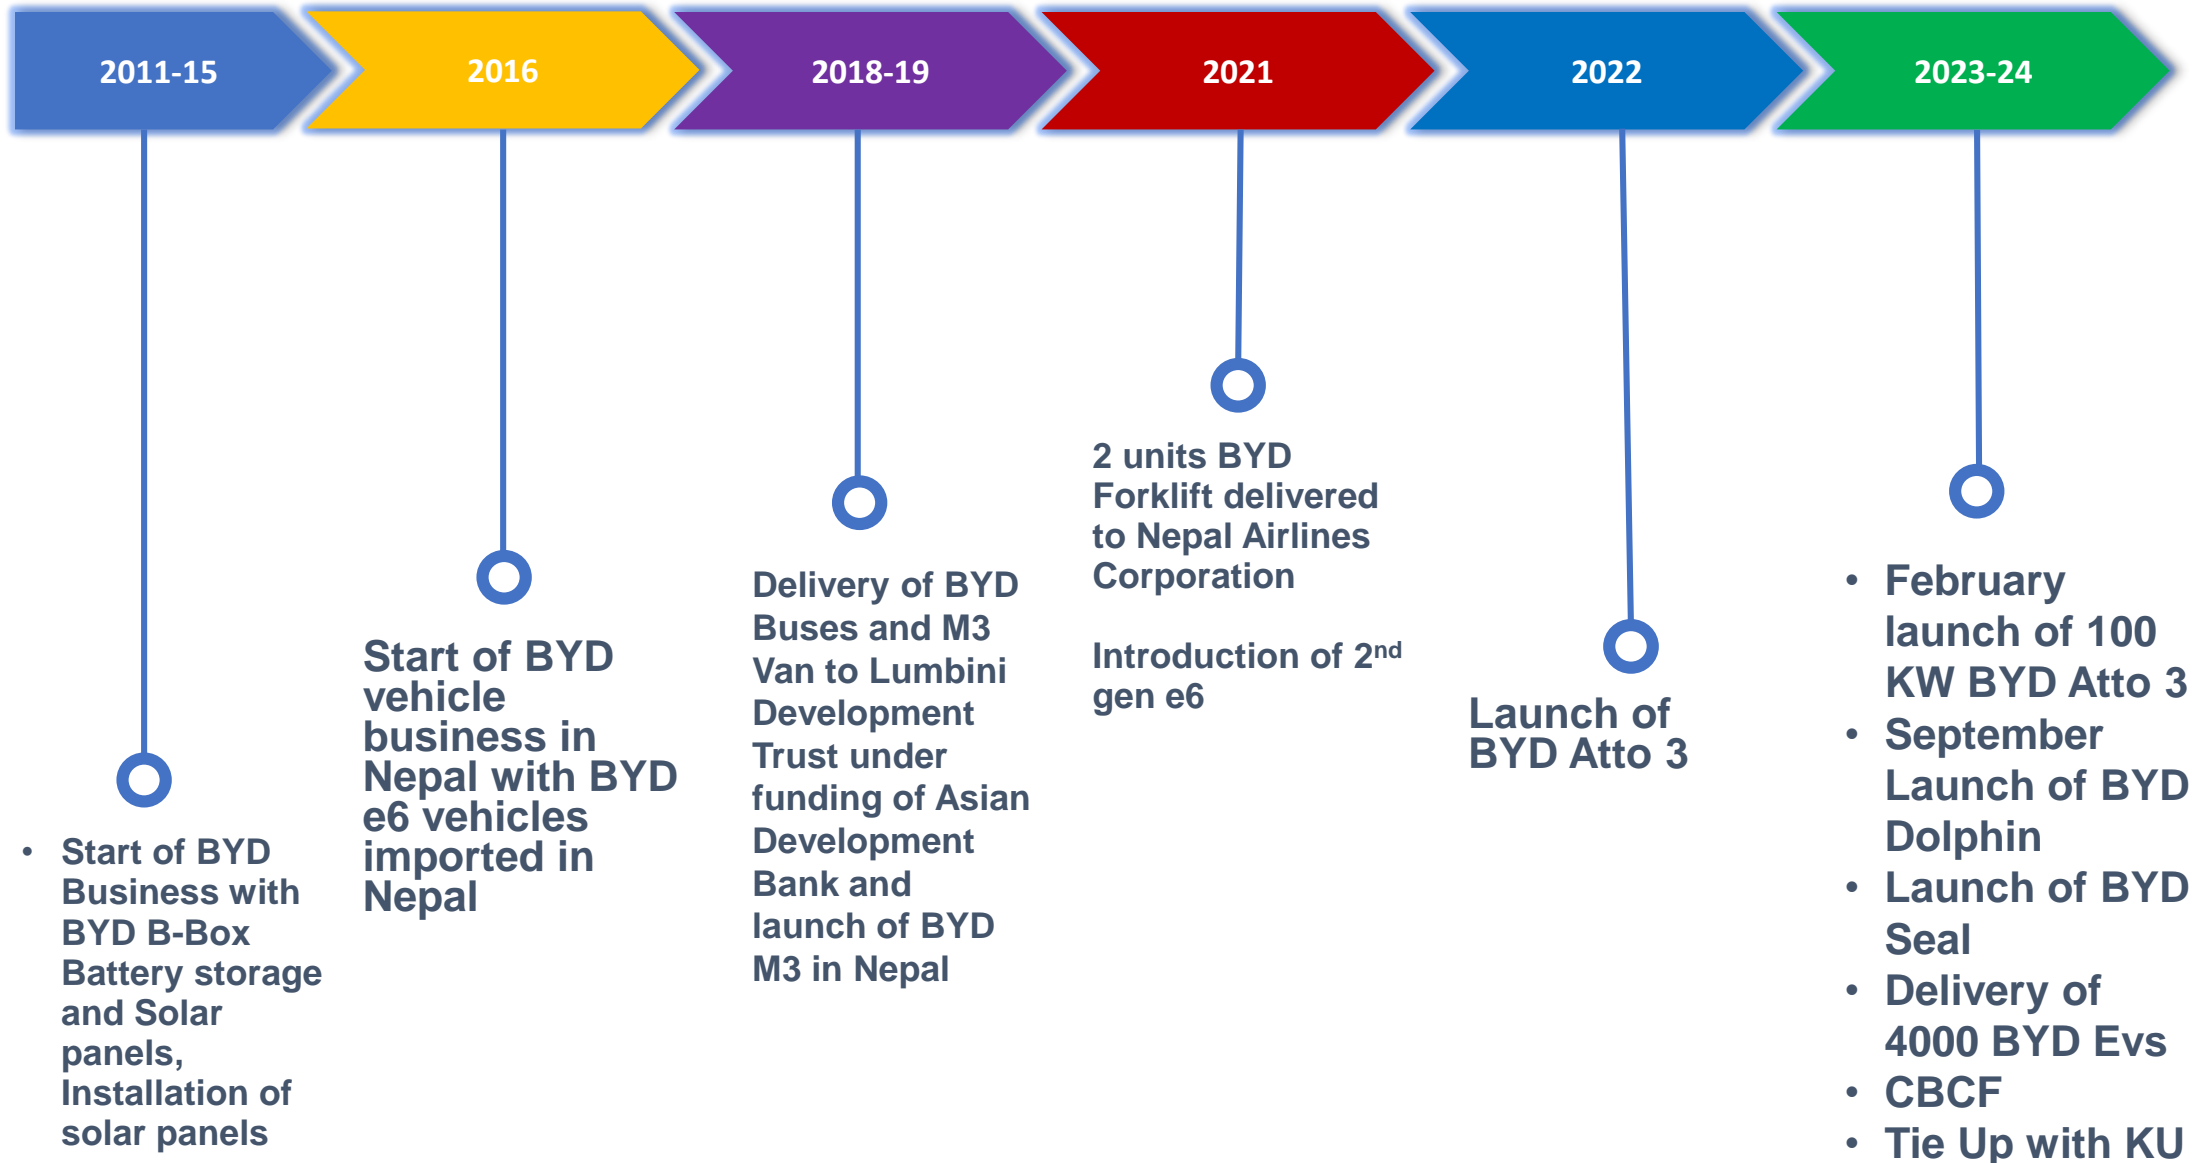 2011-15
2016
2018-19
2021
2022
2023-24
• Start of BYD
Business with
BYD B-Box
Battery storage
and Solar
panels,
Installation of
solar panels
Start of BYD
vehicle
business in
Nepal with BYD
e6 vehicles
imported in
Nepal
Delivery of BYD
Buses and M3
Van to Lumbini
Development
Trust under
funding of Asian
Development
Bank and
launch of BYD
M3 in Nepal
2 units BYD
Forklift delivered
to Nepal Airlines
Corporation
Introduction of 2nd
gen e6
Launch of
BYD Atto 3
• February
launch of 100
KW BYD Atto 3
• September
Launch of BYD
Dolphin
• Launch of BYD
Seal
• Delivery of
4000 BYD Evs
• CBCF
• Tie Up with KU